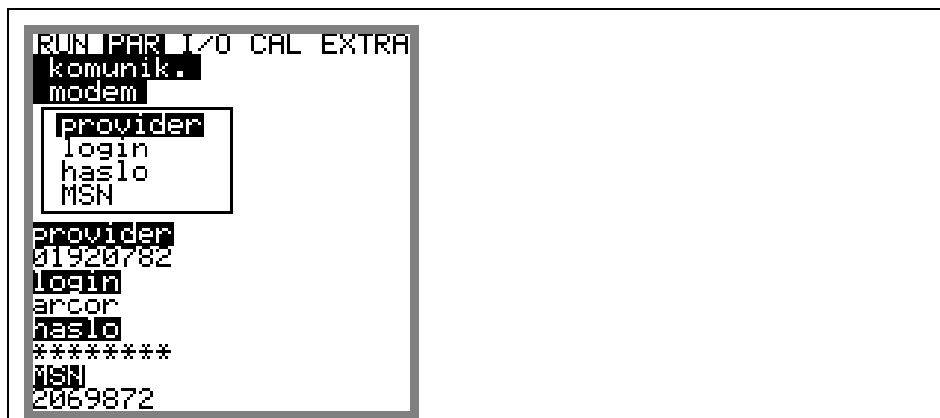 RUN PAR I/O CAL EXTRA
komunik.
modem
provider
login
haslo
MSN
provider
01920782
login
arcor
haslo
********
MSN
2069872